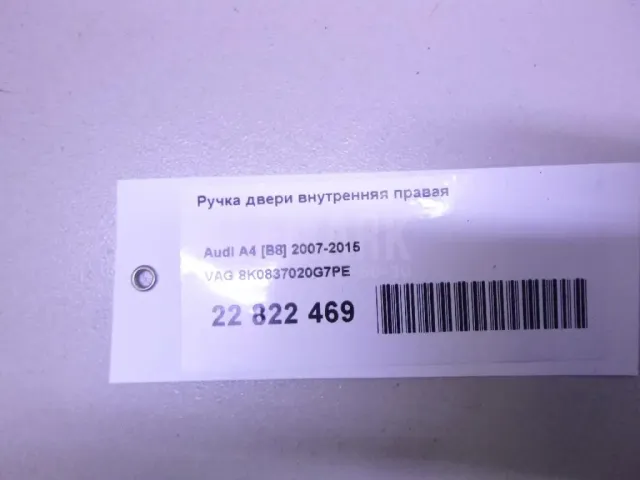 Ручка двери внутренняя правая
Audi A4 [B8] 2007-2015
VAG 8K0837020G7PE
22 822 469